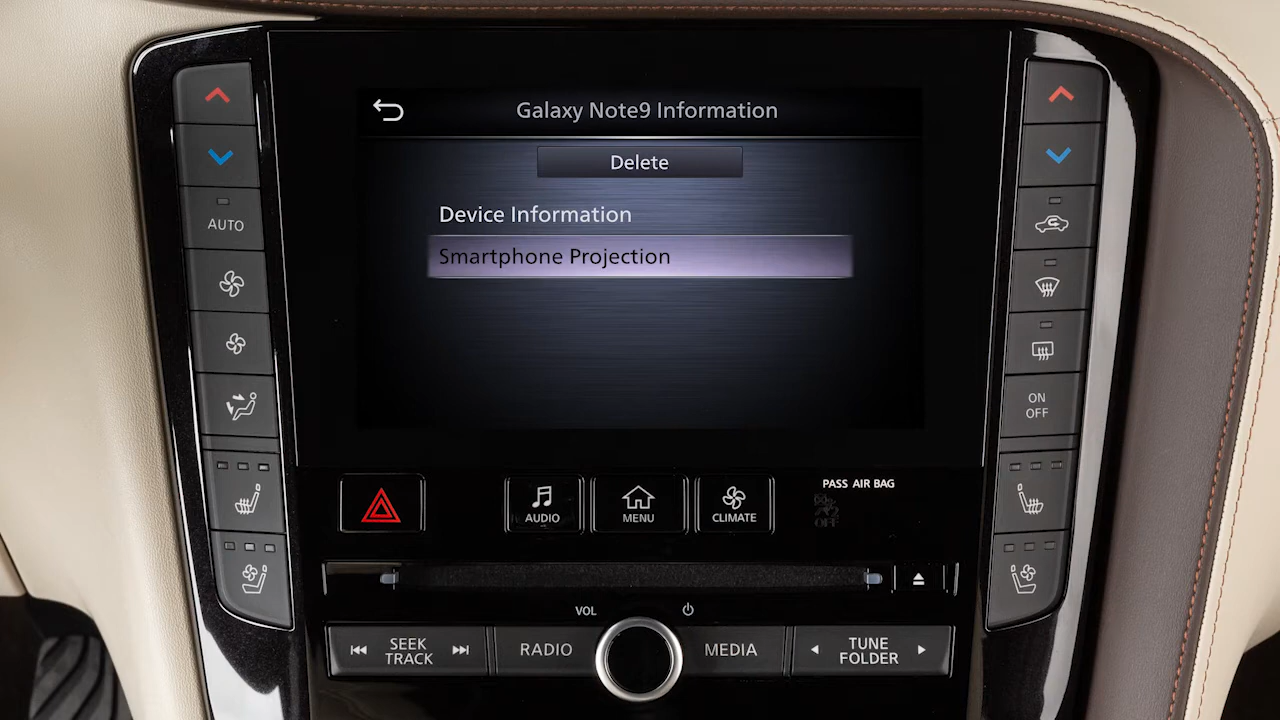 Galaxy Note9 Information
Delete
Device Information
Smartphone Projection
AUTO
ON
OFF
PASS AIR BAG
OFF
AUDIO
MENU
CLIMATE
VOL
SEEK
TRACK
RADIO
MEDIA
TUNE
FOLDER